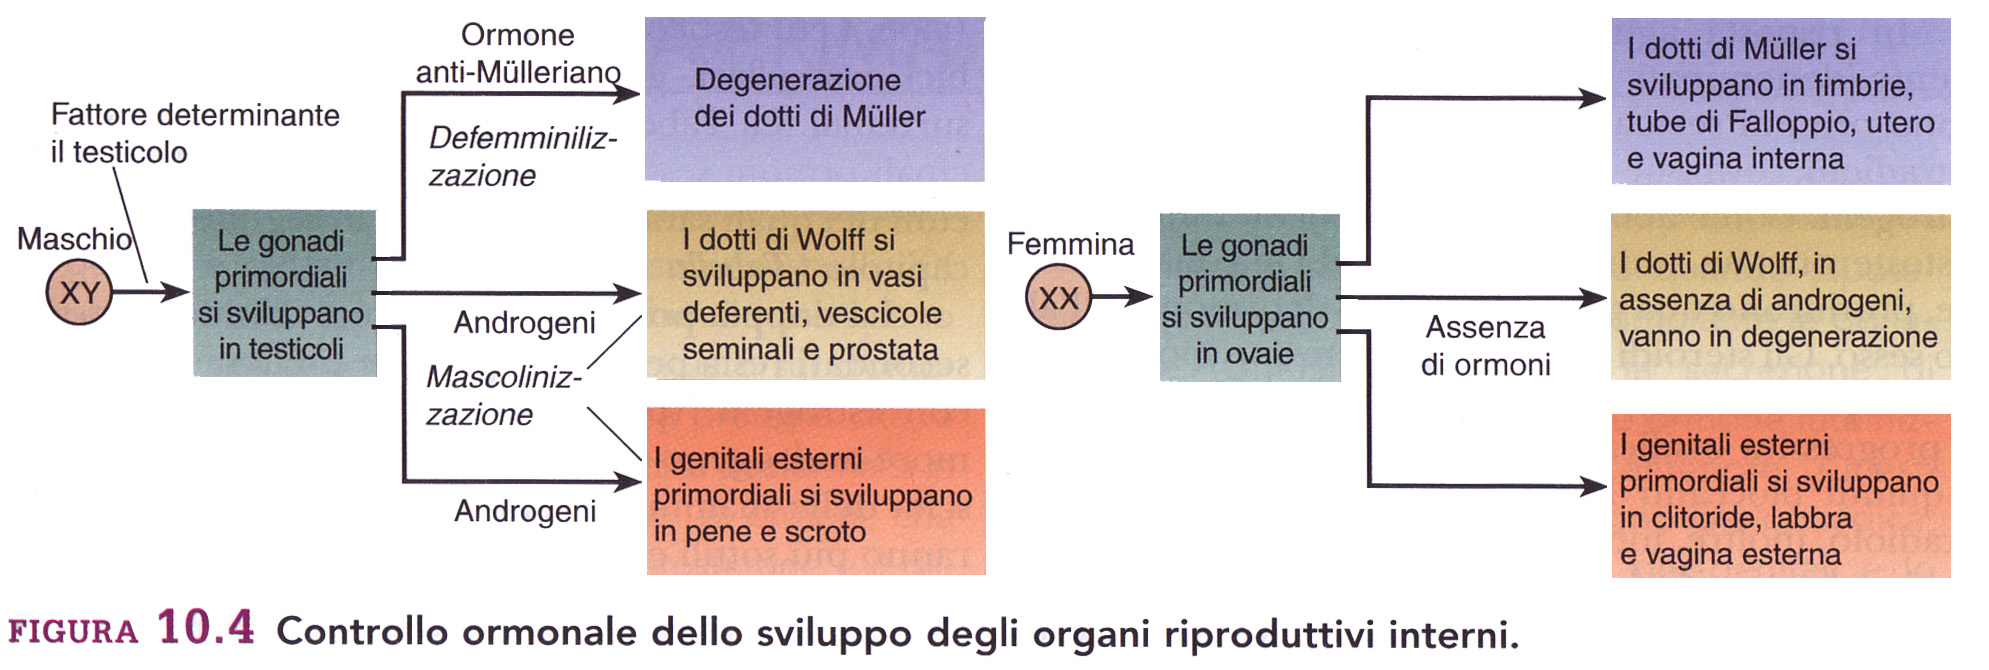 Fattore determinante
il testicolo
Maschio
XY
Le gonadi
primordiali
si sviluppano
in testicoli
Ormone
anti-Mülleriano
Defemminiliz-
zazione
Degenerazione
dei dotti di Müller
Androgeni
I dotti di Wolff si
sviluppano in vasi
deferenti, vescicole
seminali e prostata
Mascoliniz-
zazione
Androgeni
I genitali esterni
primordiali si sviluppano
in pene e scroto
Femmina
XX
Le gonadi
primordiali
si sviluppano
in ovaie
I dotti di Müller si
sviluppano in fimbrie,
tube di Falloppio, utero
e vagina interna
Assenza
di ormoni
I dotti di Wolff, in
assenza di androgeni,
vanno in degenerazione
I genitali esterni
primordiali si sviluppano
in clitoride, labbra
e vagina esterna
FIGURA 10.4 Controllo ormonale dello sviluppo degli organi riproduttivi interni.